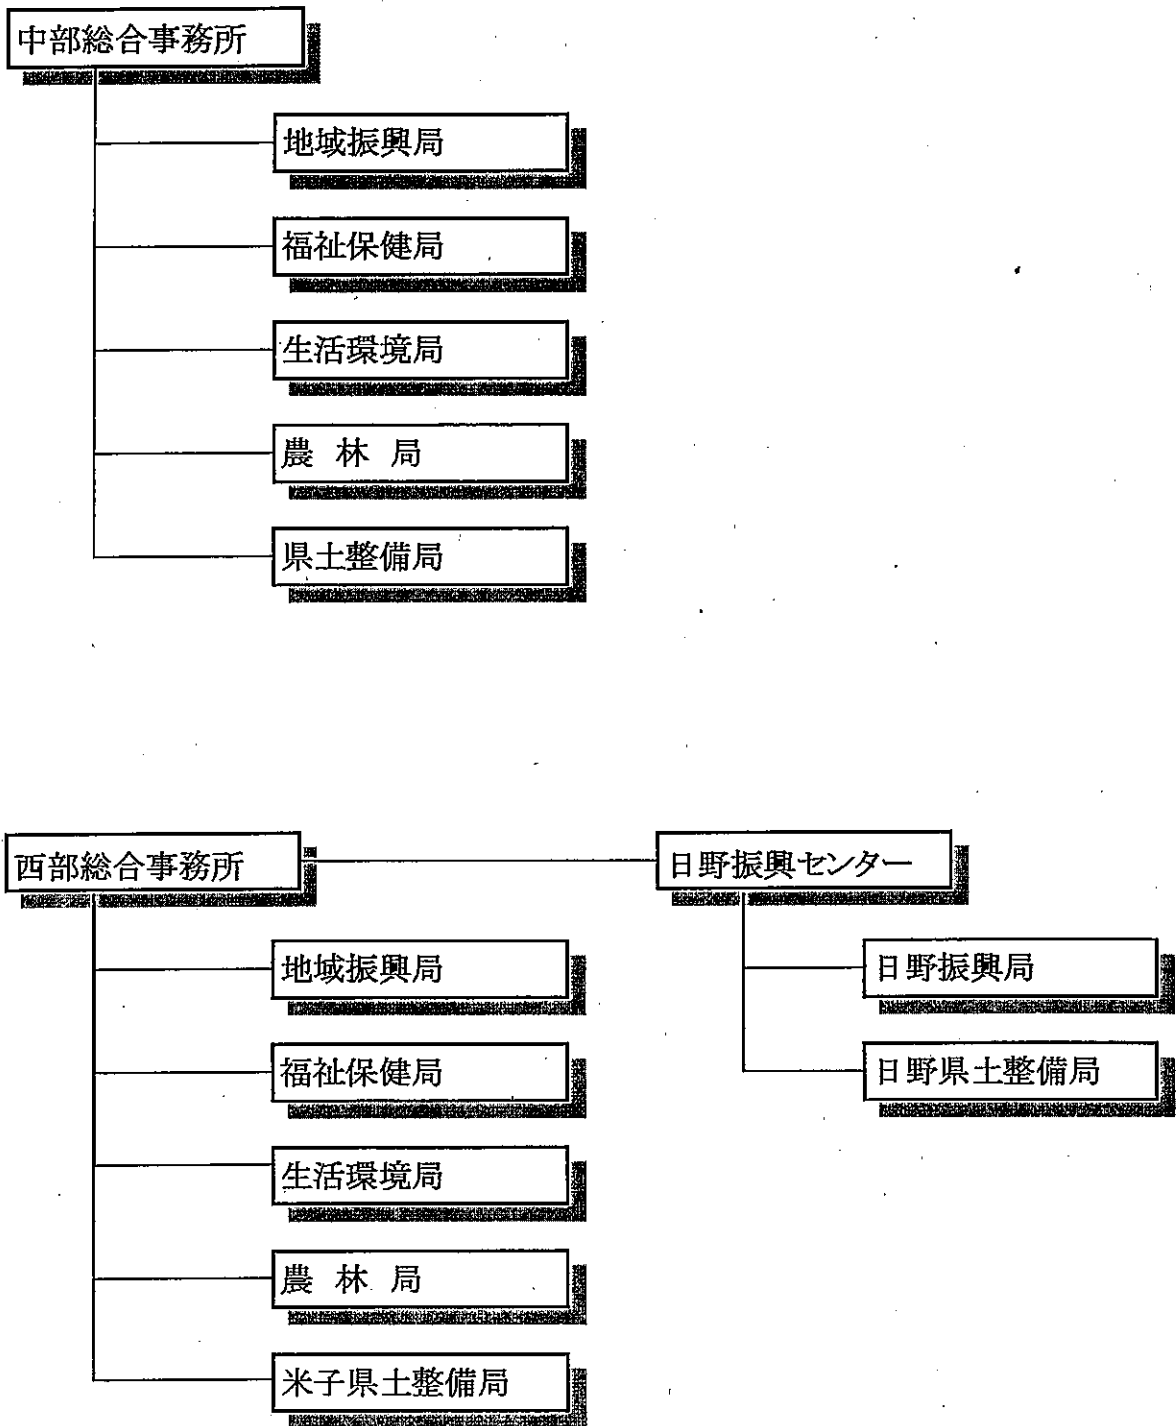 中部総合事務所
地域振興局
福祉保健局
生活環境局
農 林 局
県土整備局
西部総合事務所
日野振興センター
地域振興局
日野振興局
福祉保健局
日野県土整備局
生活環境局
農 林 局
米子県土整備局